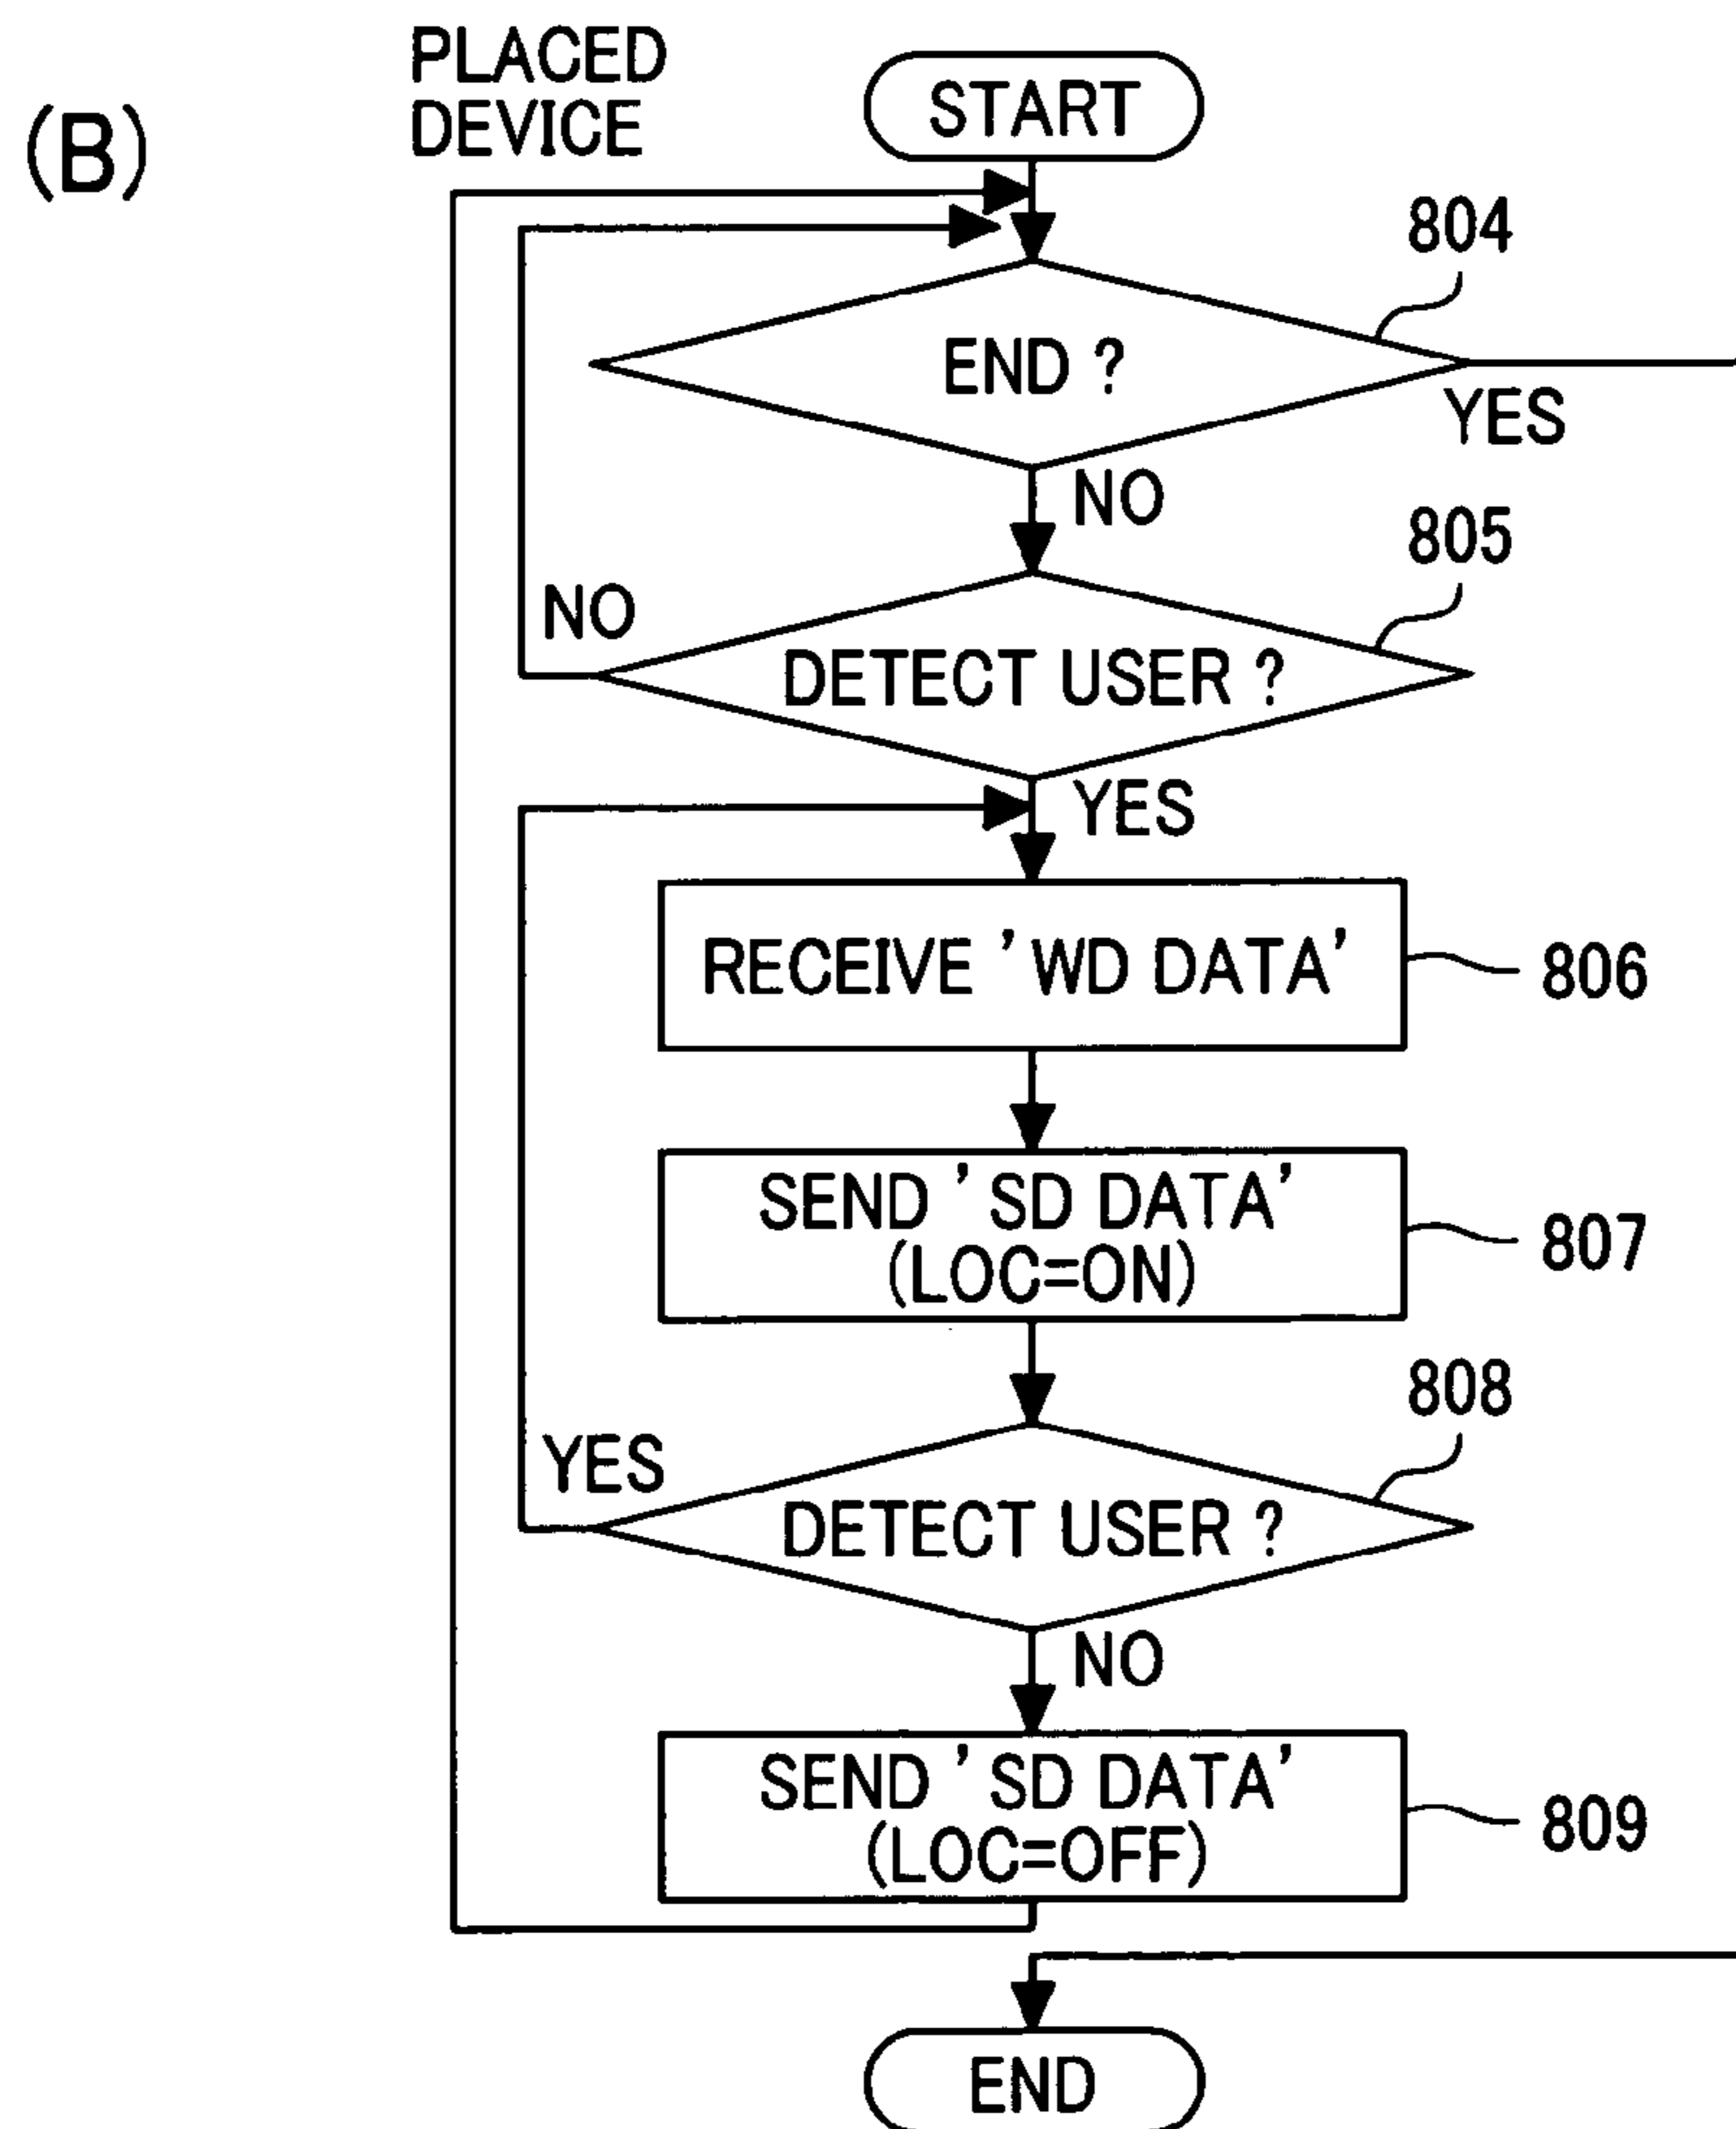 (B)
PLACED
DEVICE
START
804
END ?
YES
NO
805
NO
DETECT USER ?
YES
RECEIVE ' WD DATA'
806
SEND ' SD DATA'
(LOC=ON)
807
808
YES
DETECT USER ?
NO
SEND ' SD DATA'
(LOC=OFF)
809
END